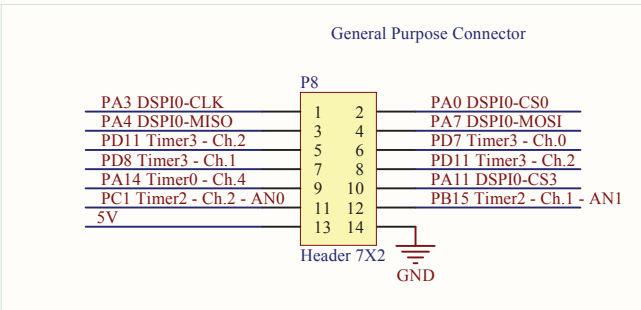 General Purpose Connector
P8
PA3 DSPI0-CLK 1 2 PA0 DSPI0-CS0
PA4 DSPI0-MISO 3 4 PA7 DSPI0-MOSI
PD11 Timer3 - Ch.2 5 6 PD7 Timer3 - Ch.0
PD8 Timer3 - Ch.1 7 8 PD11 Timer3 - Ch.2
PA14 Timer0 - Ch.4 9 10 PA11 DSPI0-CS3
PC1 Timer2 - Ch.2 - AN0 11 12 PB15 Timer2 - Ch.1 - AN1
5V 13 14
Header 7X2
GND